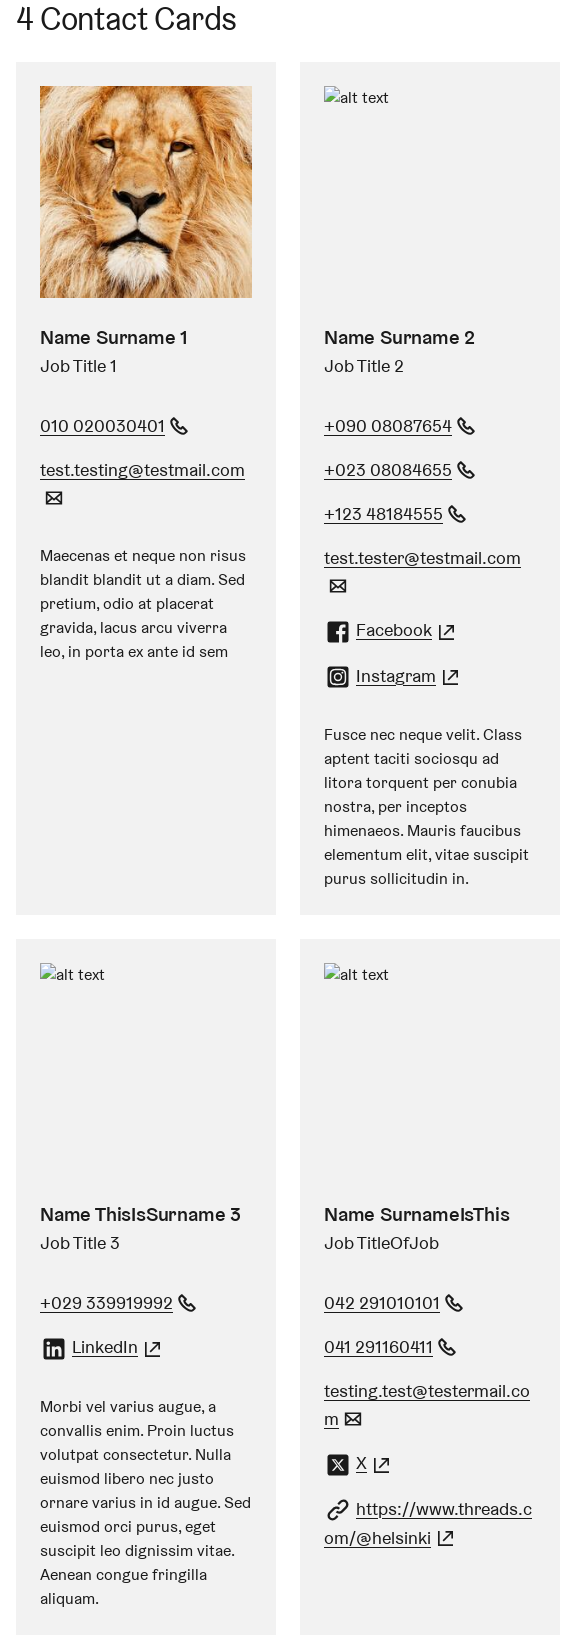 4 Contact Cards
Name Surname 1
Job Title 1
010 020030401
test.testing@testmail.com
Maecenas et neque non risus
blandit blandit ut a diam. Sed
pretium, odio at placerat
gravida, lacus arcu viverra
leo, in porta ex ante id sem
alt text
Name Surname 2
Job Title 2
+090 08087654
+023 08084655
+123 48184555
test.tester@testmail.com
Facebook
Instagram
Fusce nec neque velit. Class
aptent taciti sociosqu ad
litora torquent per conubia
nostra, per inceptos
himenaeos. Mauris faucibus
elementum elit, vitae suscipit
purus sollicitudin in.
alt text
Name ThisIsSurname 3
Job Title 3
+029 339919992
LinkedIn
Morbi vel varius augue, a
convallis enim. Proin luctus
volutpat consectetur. Nulla
euismod libero nec justo
ornare varius in id augue. Sed
euismod orci purus, eget
suscipit leo dignissim vitae.
Aenean congue fringilla
aliquam.
alt text
Name SurnameIsThis
Job TitleOfJob
042 291010101
041 291160411
testing.test@testermail.co
m
X
https://www.threads.c
om/@helsinki